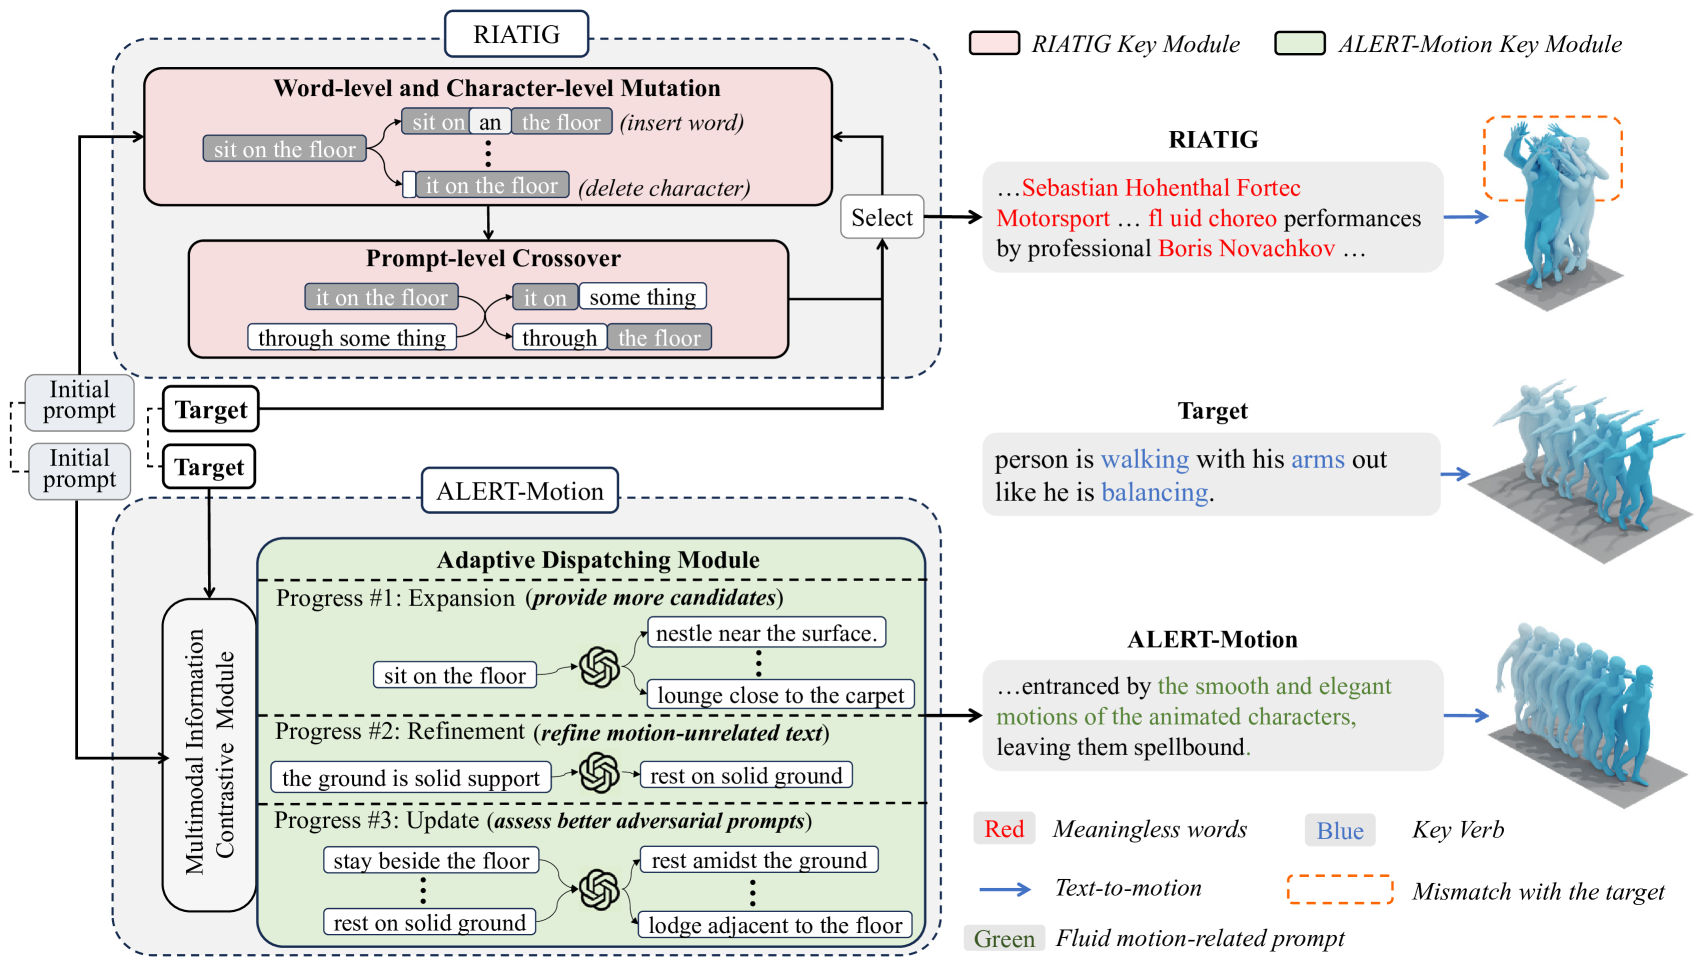 RIATIG
Word-level and Character-level Mutation
sit on the floor
sit on an the floor (insert word)
it on the floor (delete character)
Prompt-level Crossover
it on the floor
through some thing
it on some thing
through the floor
Select
Initial
prompt
Target
Initial
prompt
Target
ALERT-Motion
Multimodal Information
Contrastive Module
Adaptive Dispatching Module
Progress #1: Expansion (provide more candidates)
sit on the floor
nestle near the surface.
lounge close to the carpet
Progress #2: Refinement (refine motion-unrelated text)
the ground is solid support
rest on solid ground
Progress #3: Update (assess better adversarial prompts)
stay beside the floor
rest on solid ground
rest amidst the ground
lodge adjacent to the floor
RIATIG Key Module
ALERT-Motion Key Module
RIATIG
…Sebastian Hohenthal Fortec
Motorsport … fl uid choreo performances
by professional Boris Novachkov …
Target
person is walking with his arms out
like he is balancing.
ALERT-Motion
…entranced by the smooth and elegant
motions of the animated characters,
leaving them spellbound.
Red Meaningless words
Blue Key Verb
Text-to-motion
Mismatch with the target
Green Fluid motion-related prompt